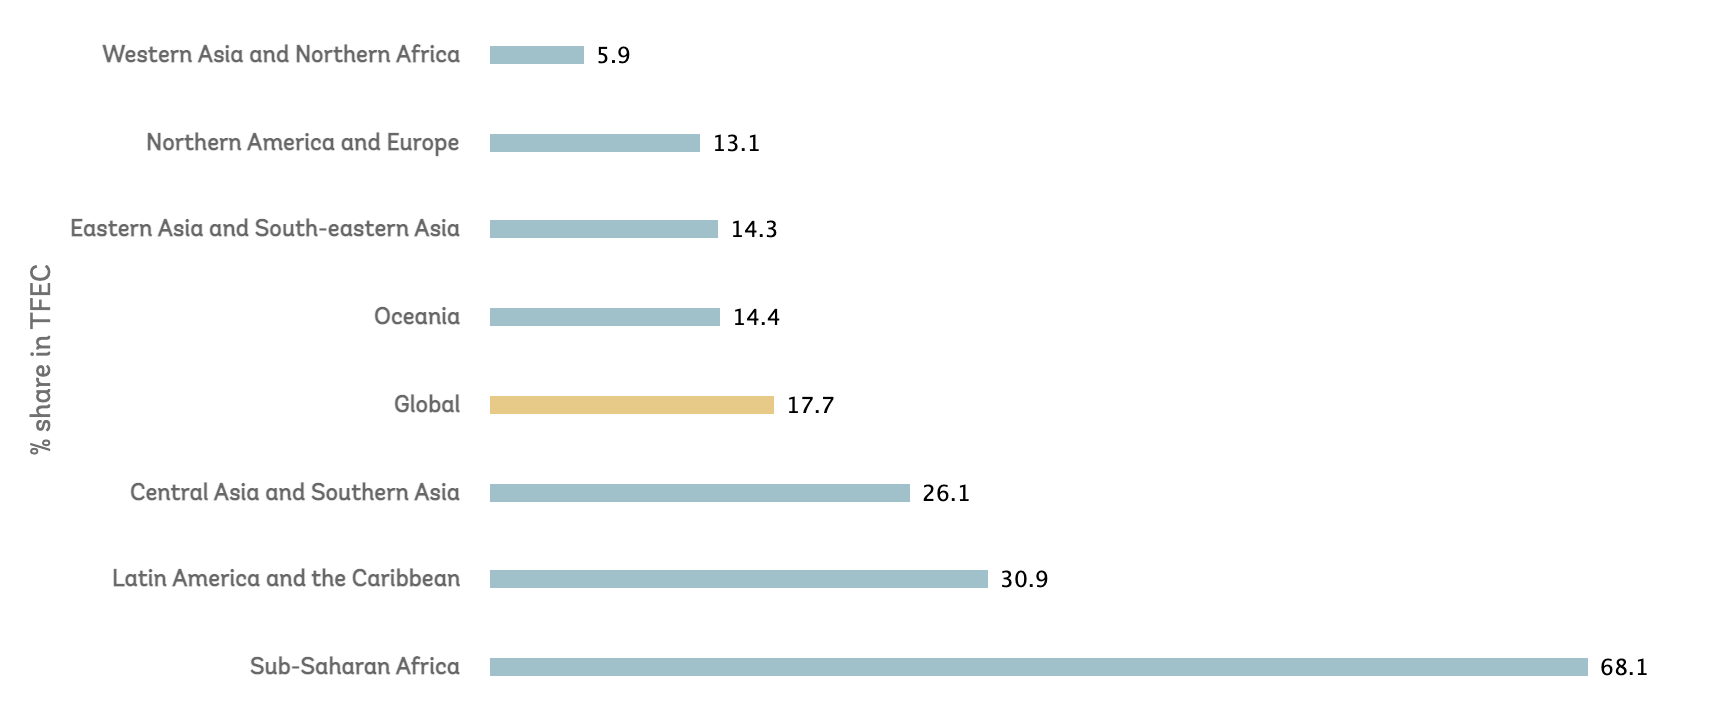 Western Asia and Northern Africa 5.9
Northern America and Europe 13.1
Eastern Asia and South-eastern Asia 14.3
Oceania 14.4
Global 17.7
Central Asia and Southern Asia 26.1
Latin America and the Caribbean 30.9
Sub-Saharan Africa 68.1
% share in TFEC